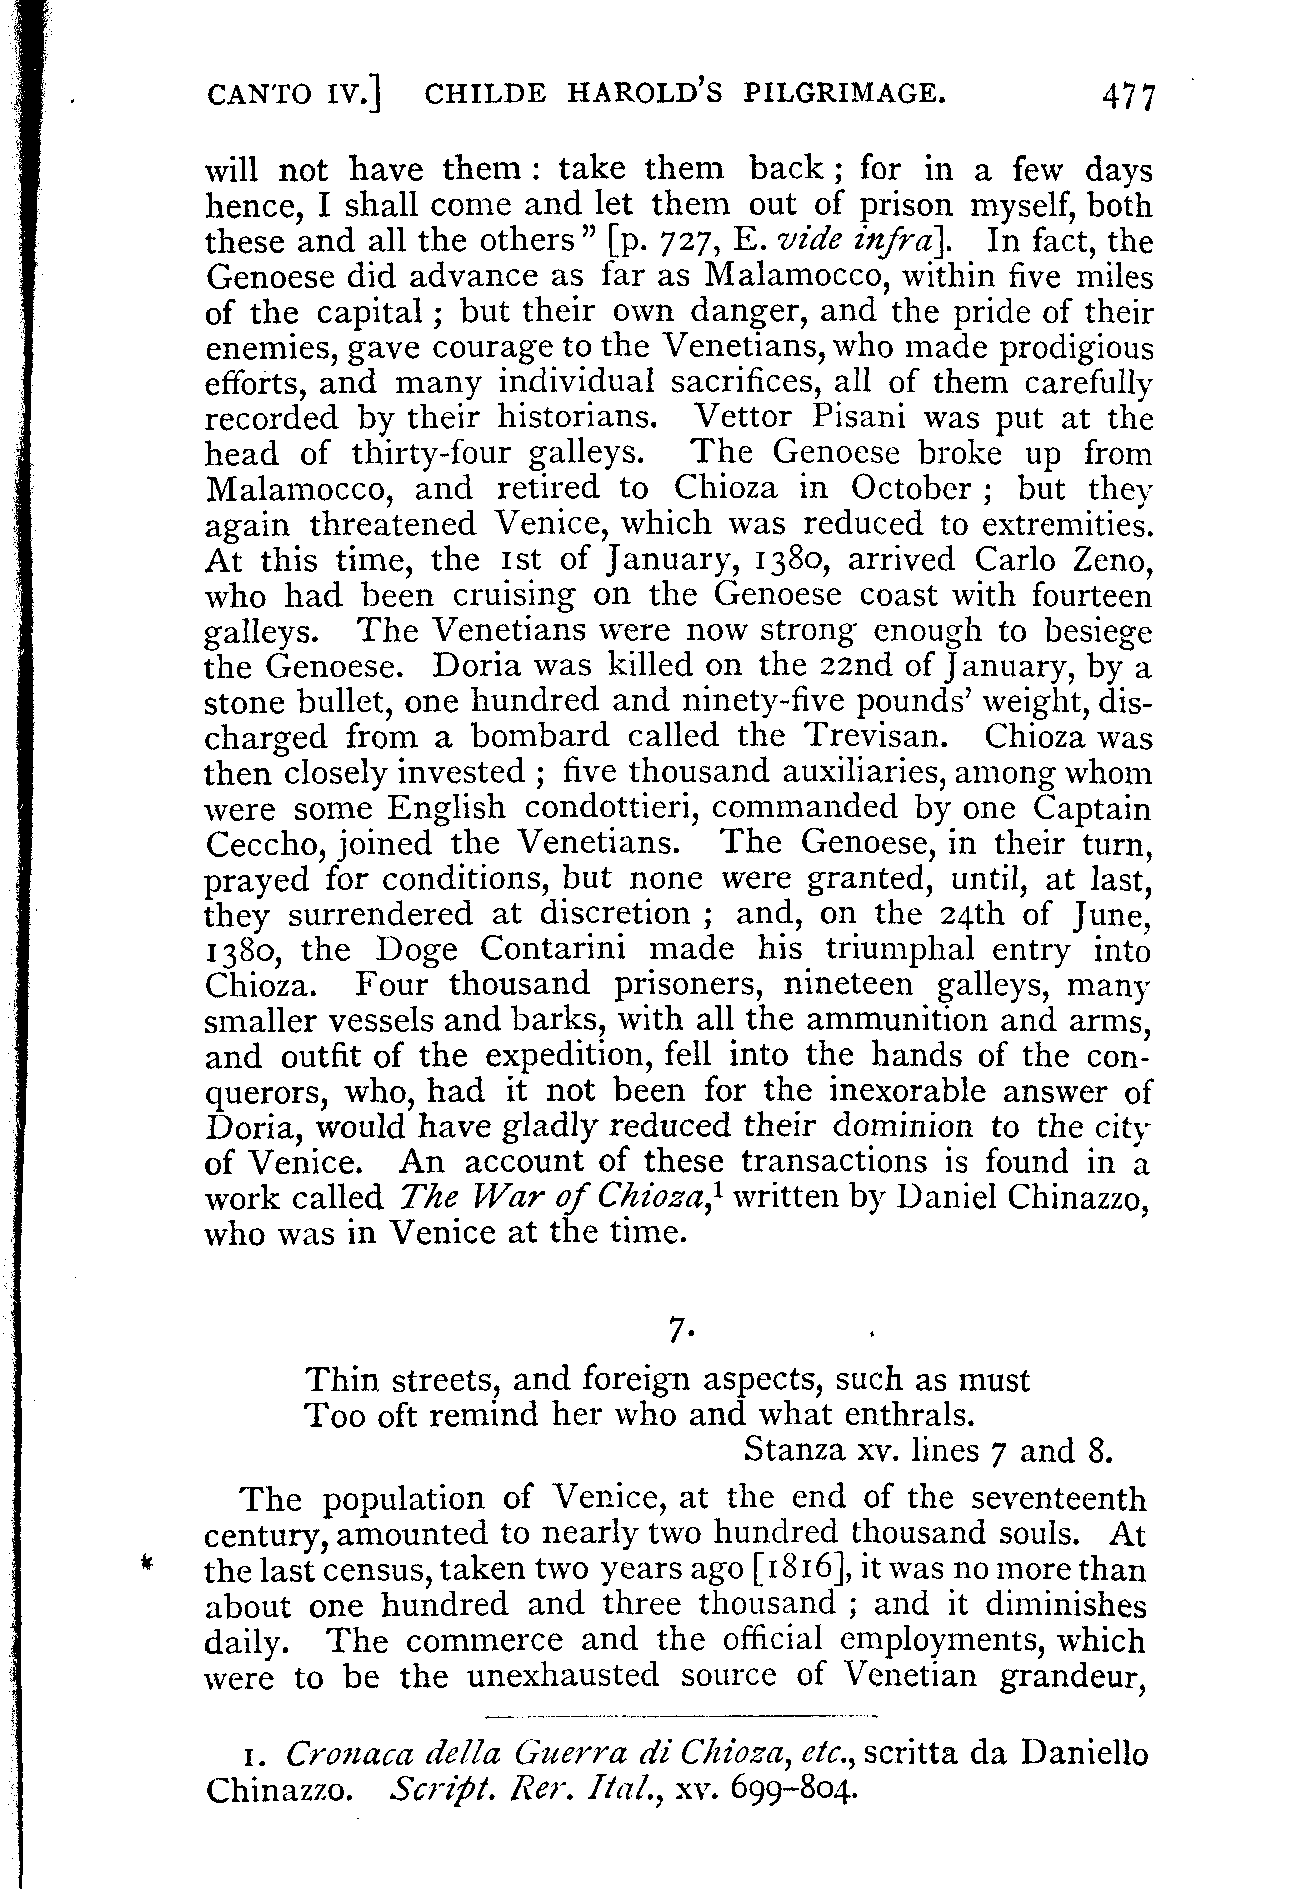 CANTO IV.] CHILDE HAROLD'S PILGRIMAGE. 477
will not have them : take them back ; for in a few days
hence, I shall come and let them out of prison myself, both
these and all the others" [p. 727, E. vide infra]. In fact, the
Genoese did advance as far as Malamocco, within five miles
of the capital ; but their own danger, and the pride of their
enemies, gave courage to the Venetians, who made prodigious
efforts, and many individual sacrifices, all of them carefully
recorded by their historians. Vettor Pisani was put at the
head of thirty-four galleys. The Genoese broke up from
Malamocco, and retired to Chioza in October ; but they
again threatened Venice, which was reduced to extremities.
At this time, the 1st of January, 1380, arrived Carlo Zeno,
who had been cruising on the Genoese coast with fourteen
galleys. The Venetians were now strong enough to besiege
the Genoese. Doria was killed on the 22nd of January, by a
stone bullet, one hundred and ninety-five pounds' weight, dis-
charged from a bombard called the Trevisan. Chioza was
then closely invested ; five thousand auxiliaries, among whom
were some English condottieri, commanded by one Captain
Ceccho, joined the Venetians. The Genoese, in their turn,
prayed for conditions, but none were granted, until, at last,
they surrendered at discretion ; and, on the 24th of June,
1380, the Doge Contarini made his triumphal entry into
Chioza. Four thousand prisoners, nineteen galleys, many
smaller vessels and barks, with all the ammunition and arms,
and outfit of the expedition, fell into the hands of the con-
querors, who, had it not been for the inexorable answer of
Doria, would have gladly reduced their dominion to the city
of Venice. An account of these transactions is found in a
work called The War of Chioza,¹ written by Daniel Chinazzo,
who was in Venice at the time.
7.
Thin streets, and foreign aspects, such as must
Too oft remind her who and what enthrals.
Stanza xv. lines 7 and 8.
The population of Venice, at the end of the seventeenth
century, amounted to nearly two hundred thousand souls. At
* the last census, taken two years ago [1816], it was no more than
about one hundred and three thousand ; and it diminishes
daily. The commerce and the official employments, which
were to be the unexhausted source of Venetian grandeur,
1. Cronaca della Guerra di Chioza, etc., scritta da Daniello
Chinazzo. Script. Rer. Ital., xv. 699–804.